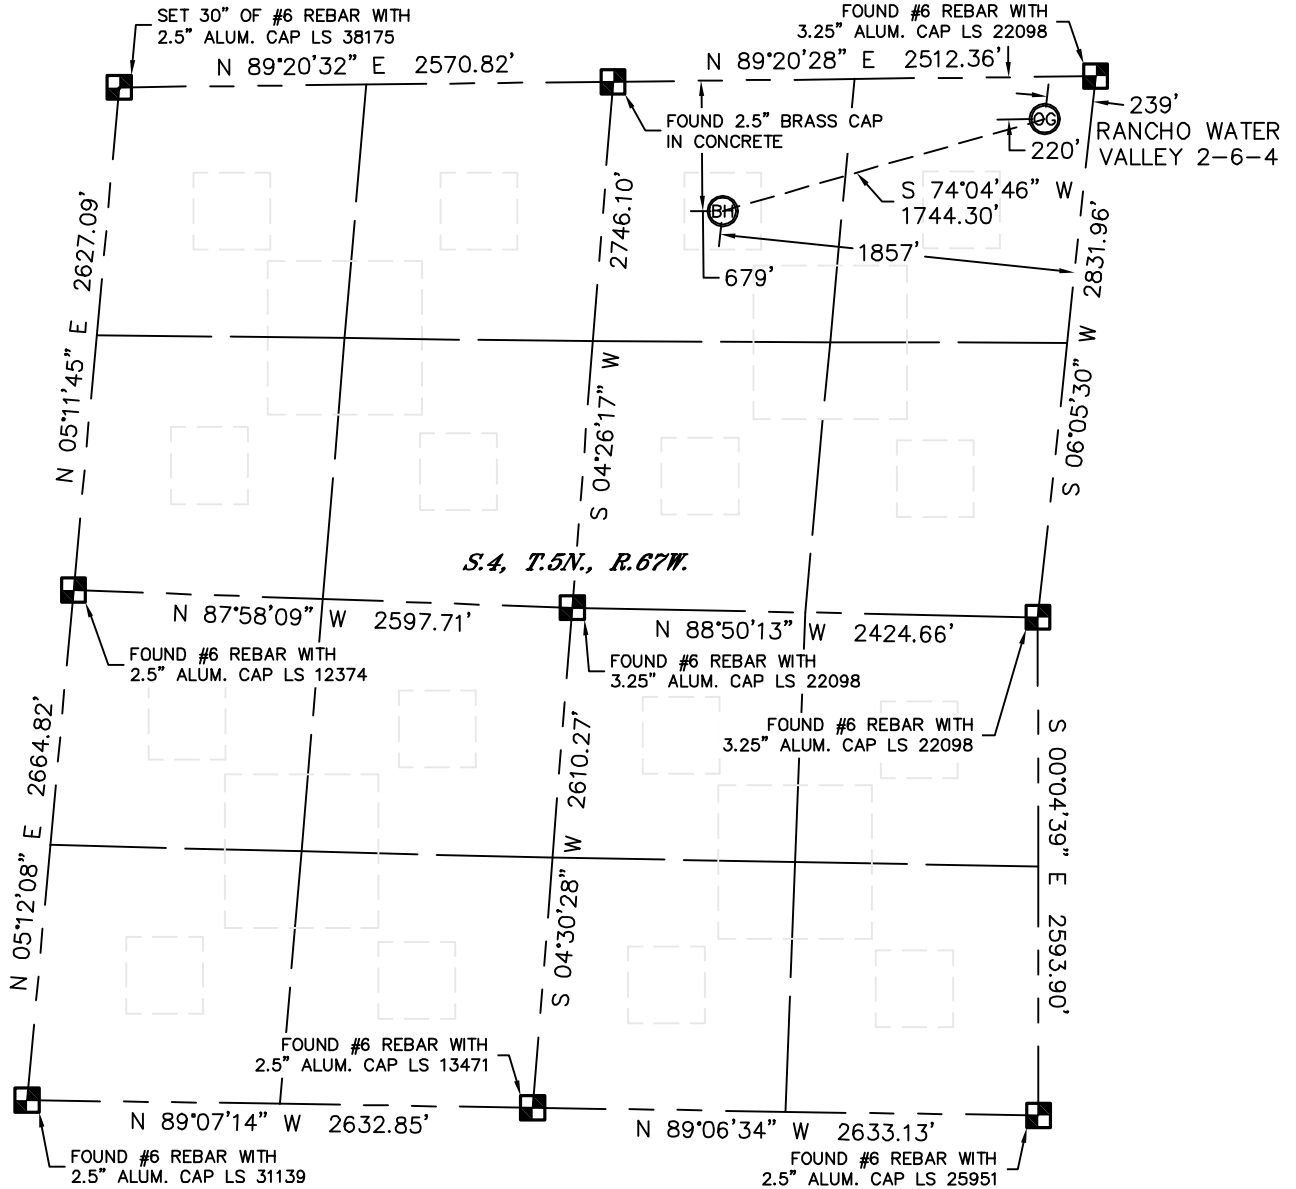 SET 30" OF #6 REBAR WITH
2.5" ALUM. CAP LS 38175
N 89°20'32" E 2570.82'
FOUND #6 REBAR WITH
3.25" ALUM. CAP LS 22098
N 89°20'28" E 2512.36'
FOUND 2.5" BRASS CAP
IN CONCRETE
OG
239'
RANCHO WATER
VALLEY 2-6-4
220'
S 74°04'46" W
1744.30'
BH
1857'
679'
N 05°11'45" E 2627.09'
S 04°26'17" W 2746.10'
S 06°05'30" W 2831.96'
S.4, T.5N., R.67W.
N 87°58'09" W 2597.71'
N 88°50'13" W 2424.66'
FOUND #6 REBAR WITH
2.5" ALUM. CAP LS 12374
FOUND #6 REBAR WITH
3.25" ALUM. CAP LS 22098
FOUND #6 REBAR WITH
3.25" ALUM. CAP LS 22098
N 05°12'08" E 2664.82'
S 04°30'28" W 2610.27'
S 00°04'39" E 2593.90'
FOUND #6 REBAR WITH
2.5" ALUM. CAP LS 13471
N 89°07'14" W 2632.85'
N 89°06'34" W 2633.13'
FOUND #6 REBAR WITH
2.5" ALUM. CAP LS 31139
FOUND #6 REBAR WITH
2.5" ALUM. CAP LS 25951